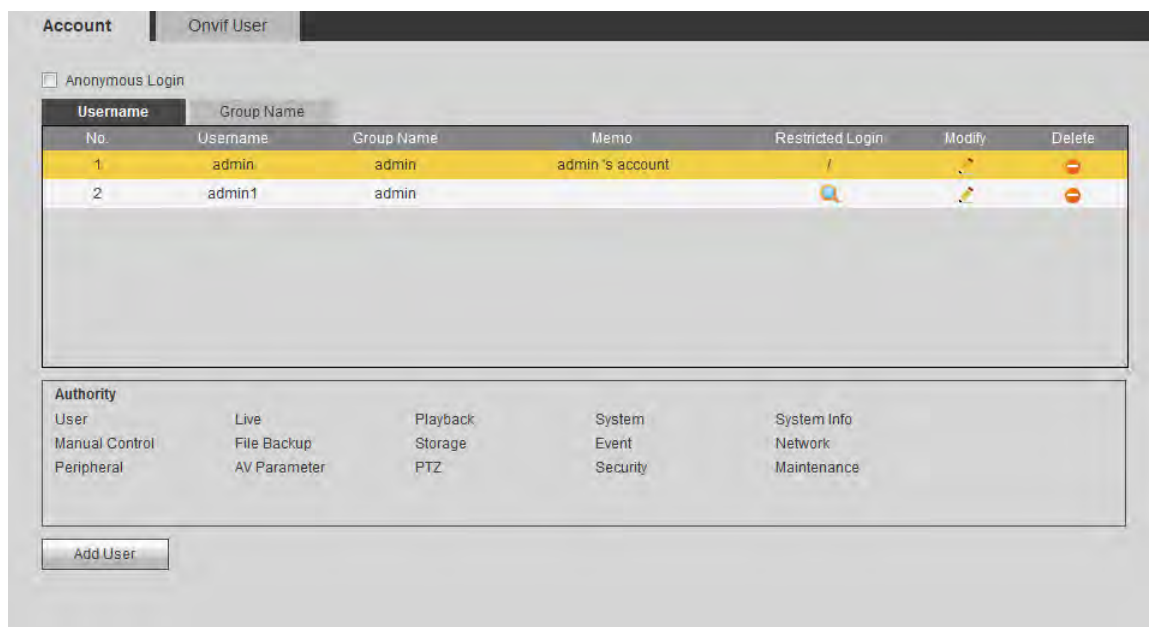 Account Onvif User
Anonymous Login
Username Group Name
No. Username Group Name Memo Restricted Login Modify Delete
1 admin admin admin 's account /
2 admin1 admin
Authority
User Live Playback System System Info
Manual Control File Backup Storage Event Network
Peripheral AV Parameter PTZ Security Maintenance
Add User